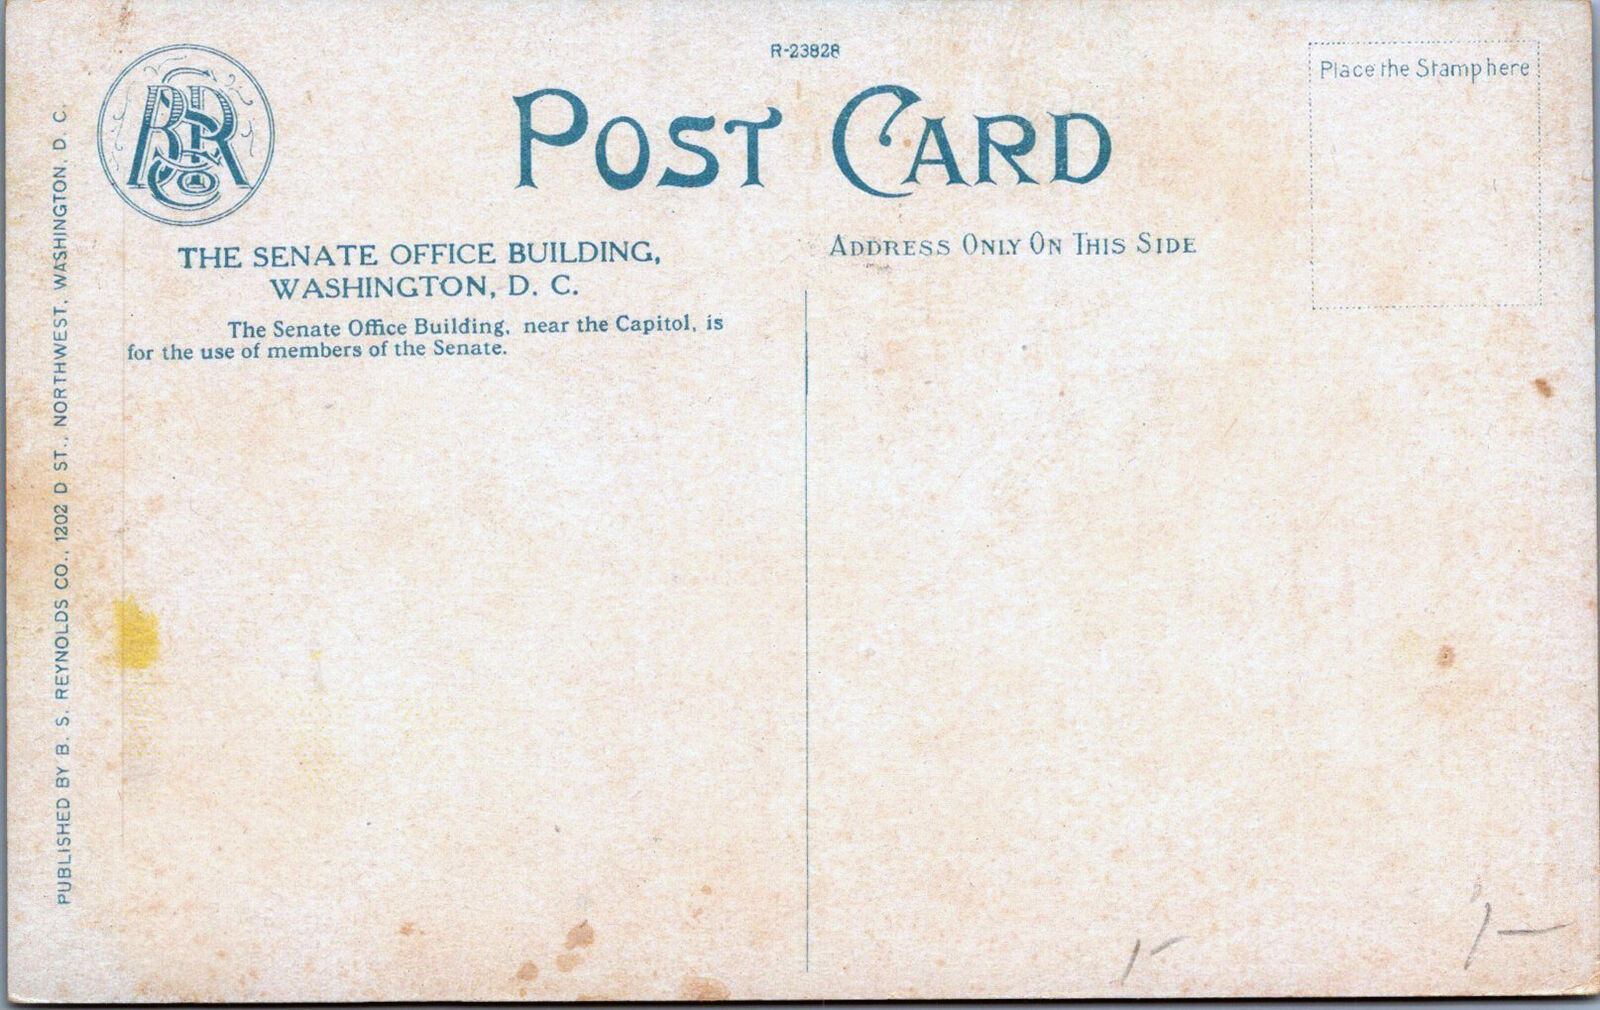 R-23828
POST CARD
Place the Stamp here
THE SENATE OFFICE BUILDING,
WASHINGTON, D. C.
The Senate Office Building, near the Capitol, is
for the use of members of the Senate.
ADDRESS ONLY ON THIS SIDE
PUBLISHED BY B. S. REYNOLDS CO., 1202 D ST., NORTHWEST, WASHINGTON, D. C.
BSR
Co